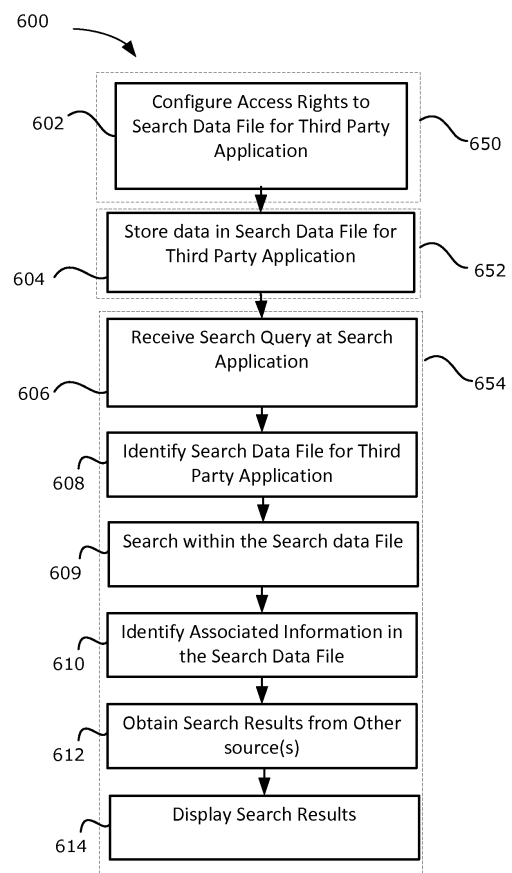 600
Configure Access Rights to
Search Data File for Third Party
Application
602
650
Store data in Search Data File for
Third Party Application
604
652
Receive Search Query at Search
Application
606
654
Identify Search Data File for Third
Party Application
608
Search within the Search data File
609
Identify Associated Information in
the Search Data File
610
Obtain Search Results from Other
source(s)
612
Display Search Results
614